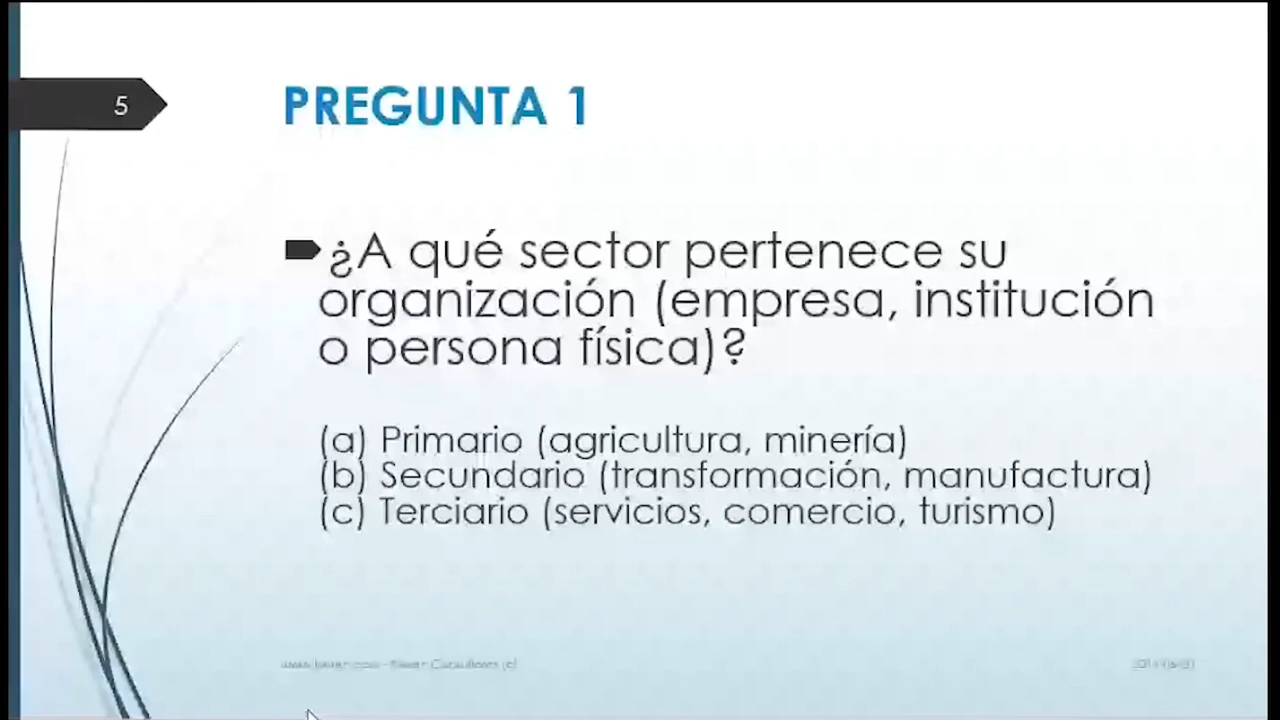 5
PREGUNTA 1
¿A qué sector pertenece su
organización (empresa, institución
o persona física)?
(a) Primario (agricultura, minería)
(b) Secundario (transformación, manufactura)
(c) Terciario (servicios, comercio, turismo)